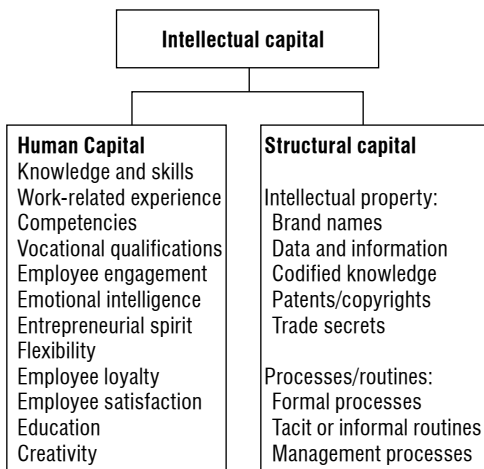 Intellectual capital
Human Capital
Knowledge and skills
Work-related experience
Competencies
Vocational qualifications
Employee engagement
Emotional intelligence
Entrepreneurial spirit
Flexibility
Employee loyalty
Employee satisfaction
Education
Creativity
Structural capital
Intellectual property:
Brand names
Data and information
Codified knowledge
Patents/copyrights
Trade secrets
Processes/routines:
Formal processes
Tacit or informal routines
Management processes